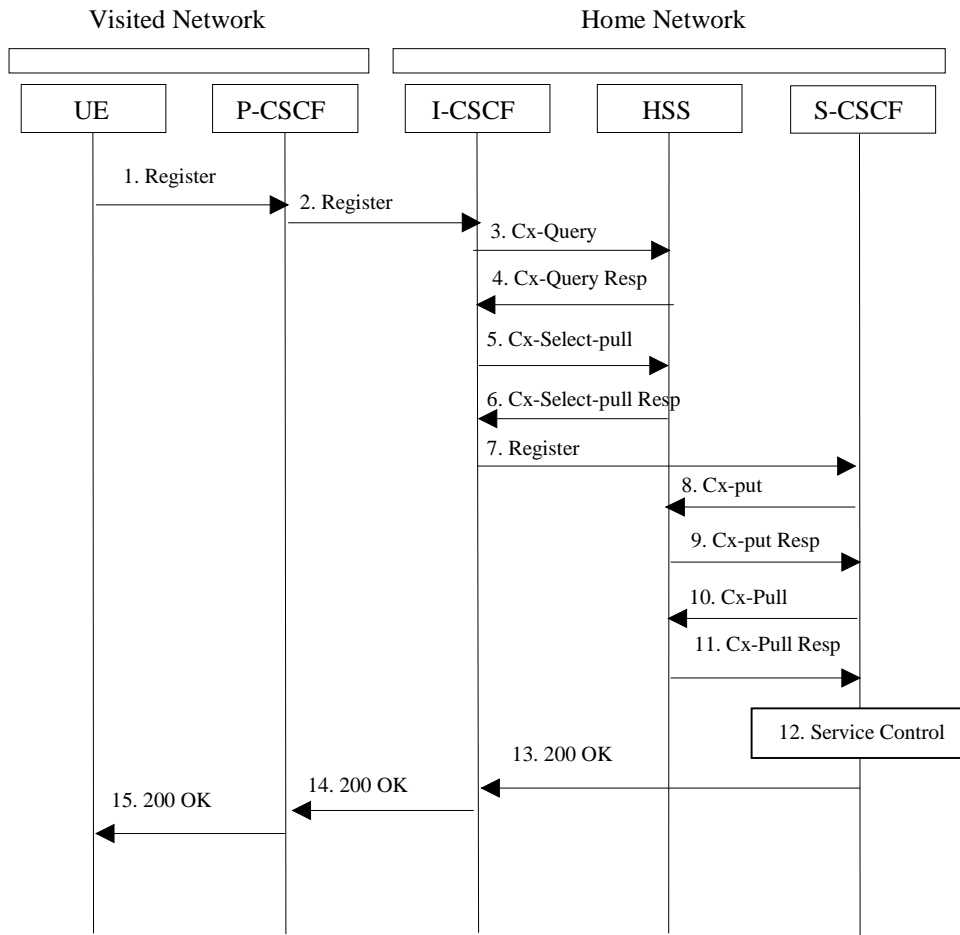 Visited Network
Home Network
UE
P-CSCF
I-CSCF
HSS
S-CSCF
1. Register
2. Register
3. Cx-Query
4. Cx-Query Resp
5. Cx-Select-pull
6. Cx-Select-pull Resp
7. Register
8. Cx-put
9. Cx-put Resp
10. Cx-Pull
11. Cx-Pull Resp
12. Service Control
13. 200 OK
14. 200 OK
15. 200 OK